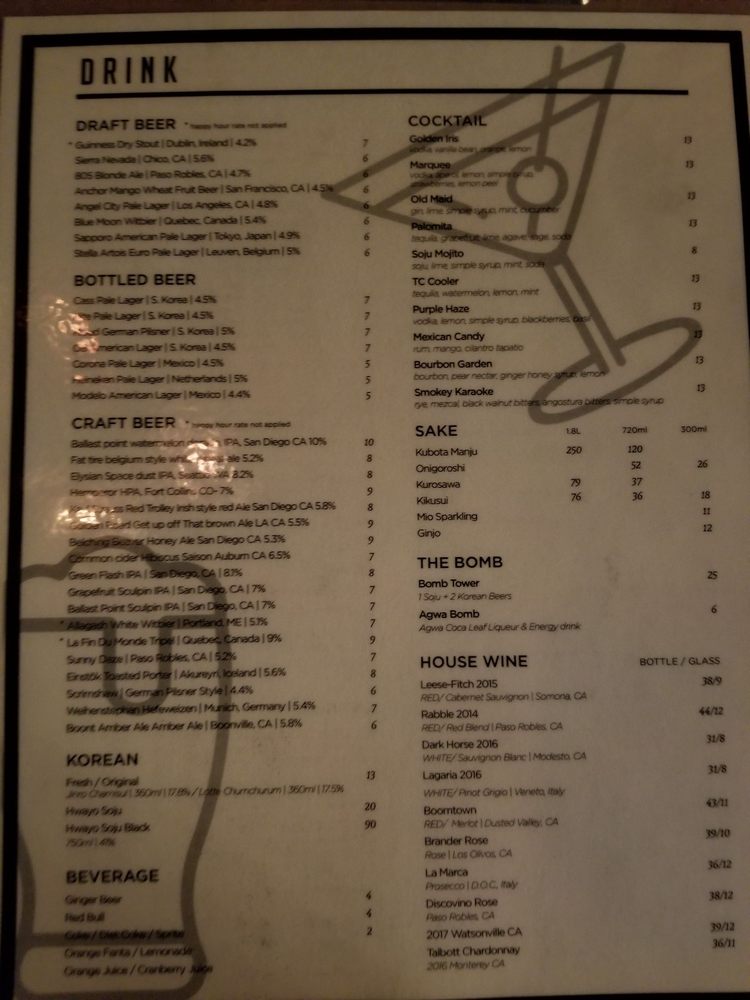 DRINK
DRAFT BEER * happy hour rate not applied
* Guinness Dry Stout | Dublin, Ireland | 4.2% 7
Sierra Nevada | Chico, CA | 5.6% 6
805 Blonde Ale | Paso Robles, CA | 4.7% 6
Anchor Mango Wheat Fruit Beer | San Francisco, CA | 4.5% 6
Angel City Pale Lager | Los Angeles, CA | 4.8% 6
Blue Moon Witbier | Quebec, Canada | 5.4% 6
Sapporo American Pale Lager | Tokyo, Japan | 4.9% 6
Stella Artois Euro Pale Lager | Leuven, Belgium | 5% 6
BOTTLED BEER
Cass Pale Lager | S. Korea | 4.5% 7
Pale Lager | S. Korea | 4.5% 7
German Pilsner | S. Korea | 5% 7
American Lager | S. Korea | 4.5% 7
Corona Pale Lager | Mexico | 4.5% 5
Heineken Pale Lager | Netherlands | 5% 5
Modelo American Lager | Mexico | 4.4% 5
CRAFT BEER * happy hour rate not applied
Ballast point watermelon IPA, San Diego CA 10% 10
Fat tire belgium style ale 5.2% 8
Elysian Space dust IPA, Seattle 8.2% 8
HPA, Fort Collins CO- 7% 9
Red Trolley Irish style red Ale San Diego CA 5.8% 8
Get up off That brown Ale LA CA 5.5% 9
Belching Beaver Honey Ale San Diego CA 5.3% 9
Common cider Hibiscus Saison Auburn CA 6.5% 7
Green Flash IPA | San Diego, CA | 8.1% 8
Grapefruit Sculpin IPA | San Diego, CA | 7% 7
Ballast Point Sculpin IPA | San Diego, CA | 7% 7
* Allagash White Witbier | Portland, ME | 5.1% 7
* La Fin Du Monde Tripel | Quebec, Canada | 9% 9
Sunny Daze | Paso Robles, CA | 5.2% 7
Einstök Toasted Porter | Akureyri, Iceland | 5.6% 8
Scrimshaw | German Pilsner Style | 4.4% 6
Weihenstephan Hefeweizen | Munich, Germany | 5.4% 7
Boont Amber Ale Amber Ale | Boonville, CA | 5.8% 6
KOREAN
Fresh / Original 13
Jinro Chamisul | 360ml | 17.8% / Lotte Chumchurum | 360ml | 17.5%
Hwayo Soju 20
Hwayo Soju Black 90
750ml | 41%
BEVERAGE
Ginger Beer 4
Red Bull 4
Coke / Diet Coke / Sprite 2
Orange Fanta / Lemonade
Orange Juice / Cranberry Juice
COCKTAIL
Golden Iris 13
vodka, vanilla bean, orange, lemon
Marquee 13
vodka, aperol, lemon, simple syrup,
strawberries, lemon peel
Old Maid 13
gin, lime, simple syrup, mint, cucumber
Palomita 13
tequila, grapefruit, lime, agave, sage, soda
Soju Mojito 8
soju, lime, simple syrup, mint, soda
TC Cooler 13
tequila, watermelon, lemon, mint
Purple Haze 13
vodka, lemon, simple syrup, blackberries, basil
Mexican Candy 13
rum, mango, cilantro tapatio
Bourbon Garden 13
bourbon, pear nectar, ginger honey syrup, lemon
Smokey Karaoke 13
rye, mezcal, black walnut bitters, angostura bitters, simple syrup
SAKE 1.8L 720ml 300ml
Kubota Manju 250 120
Onigoroshi 52 26
Kurosawa 79 37
Kikusui 76 36 18
Mio Sparkling 11
Ginjo 12
THE BOMB
Bomb Tower 25
1 Soju + 2 Korean Beers
Agwa Bomb 6
Agwa Coca Leaf Liqueur & Energy drink
HOUSE WINE BOTTLE / GLASS
Leese-Fitch 2015 38/9
RED/ Cabernet Sauvignon | Somona, CA
Rabble 2014 44/12
RED/ Red Blend | Paso Robles, CA
Dark Horse 2016 31/8
WHITE/ Sauvignon Blanc | Modesto, CA
Lagaria 2016 31/8
WHITE/ Pinot Grigio | Veneto, Italy
Boomtown 43/11
RED/ Merlot | Dusted Valley, CA
Brander Rose 39/10
Rose | Los Olivos, CA
La Marca 36/12
Prosecco | D.O.C, Italy
Discovino Rose 38/12
Paso Robles, CA
2017 Watsonville CA 39/12
Talbott Chardonnay 36/11
2016 Monterey CA